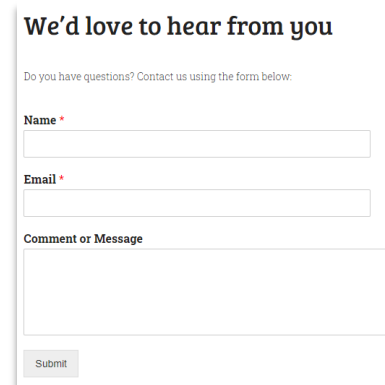 We’d love to hear from you
Do you have questions? Contact us using the form below:
Name *
Email *
Comment or Message
Submit